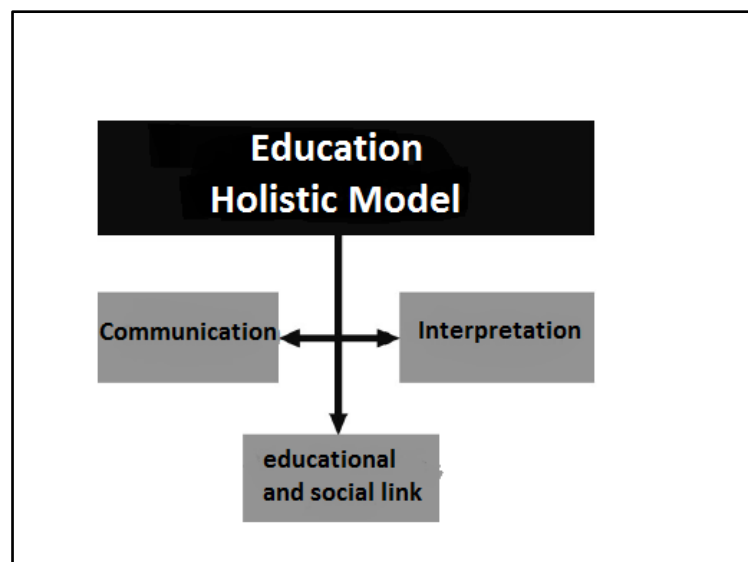 Education
Holistic Model
Communication
Interpretation
educational
and social link